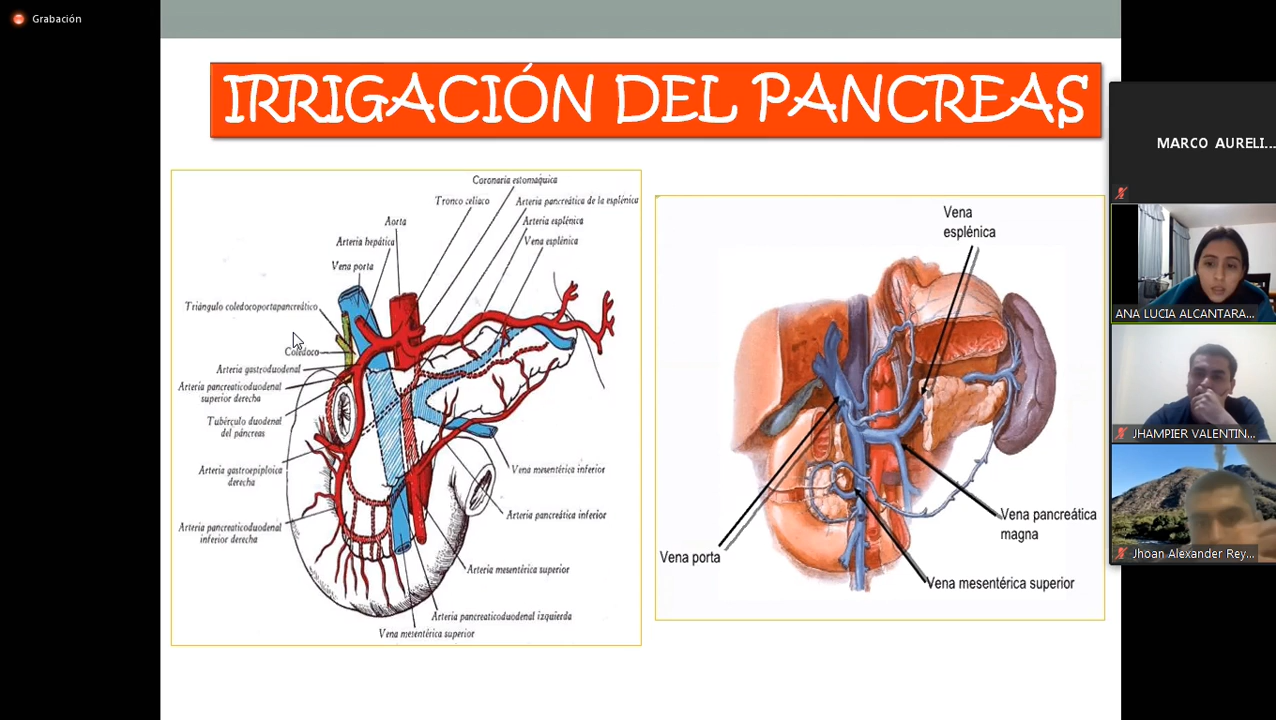 Grabación
IRRIGACIÓN DEL PANCREAS
Coronaria estomáquica
Tronco celiaco
Arteria pancreática de la esplénica
Aorta
Arteria esplénica
Arteria hepática
Vena esplénica
Vena porta
Triángulo coledocoportapancreático
Colédoco
Arteria gastroduodenal
Arteria pancreaticoduodenal
superior derecha
Tubérculo duodenal
del páncreas
Arteria gastroepiploica
derecha
Arteria pancreaticoduodenal
inferior derecha
Vena mesentérica inferior
Arteria pancreática inferior
Arteria mesentérica superior
Arteria pancreaticoduodenal izquierda
Vena mesentérica superior
Vena
esplénica
Vena pancreática
magna
Vena porta
Vena mesentérica superior
MARCO AURELI...
ANA LUCIA ALCANTARA...
JHAMPIER VALENTIN...
Jhoan Alexander Rey...